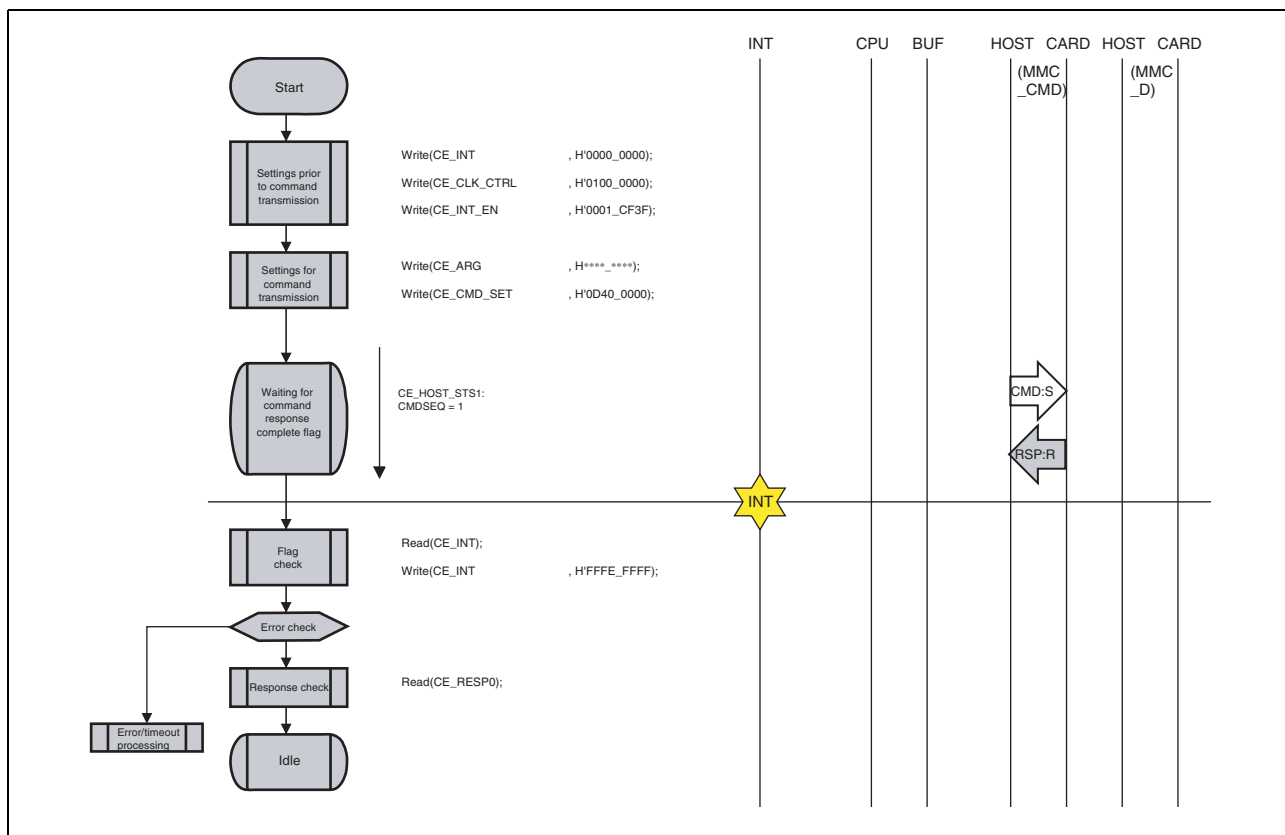 INT CPU BUF HOST CARD HOST CARD
(MMC
_CMD)
(MMC
_D)
Start
Settings prior
to command
transmission
Write(CE_INT , H'0000_0000);
Write(CE_CLK_CTRL , H'0100_0000);
Write(CE_INT_EN , H'0001_CF3F);
Settings for
command
transmission
Write(CE_ARG , H****_****);
Write(CE_CMD_SET , H'0D40_0000);
Waiting for
command
response
complete flag
CE_HOST_STS1:
CMDSEQ = 1
CMD:S
RSP:R
INT
Flag
check
Read(CE_INT);
Write(CE_INT , H'FFFE_FFFF);
Error check
Response check
Read(CE_RESP0);
Error/timeout
processing
Idle